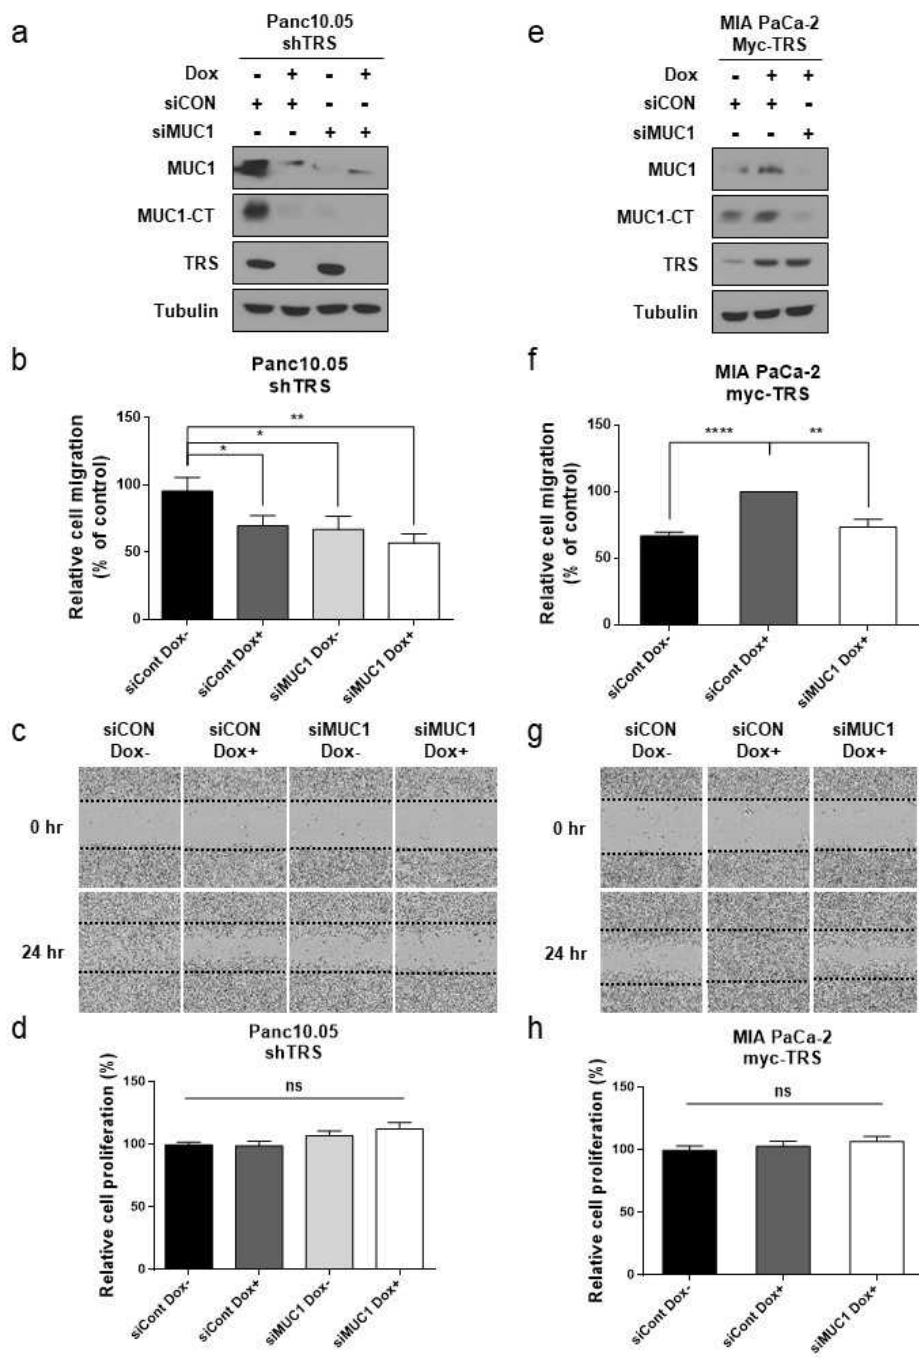 a
Panc10.05
shTRS
Dox - + - +
siCON + + - -
siMUC1 - - + +
MUC1
MUC1-CT
TRS
Tubulin
e
MIA PaCa-2
Myc-TRS
Dox - + +
siCON + + -
siMUC1 - - +
MUC1
MUC1-CT
TRS
Tubulin
b
Panc10.05
shTRS
Relative cell migration
(% of control)
150
100
50
0
**
*
*
siCont Dox-
siCont Dox+
siMUC1 Dox-
siMUC1 Dox+
f
MIA PaCa-2
myc-TRS
Relative cell migration
(% of control)
150
100
50
0
**** **
siCont Dox-
siCont Dox+
siMUC1 Dox+
c
siCON siCON siMUC1 siMUC1
Dox- Dox+ Dox- Dox+
0 hr
24 hr
g
siCON siCON siMUC1
Dox- Dox+ Dox+
0 hr
24 hr
d
Panc10.05
shTRS
Relative cell proliferation (%)
150
100
50
0
ns
siCont Dox-
siCont Dox+
siMUC1 Dox-
siMUC1 Dox+
h
MIA PaCa-2
myc-TRS
Relative cell proliferation (%)
150
100
50
0
ns
siCont Dox-
siCont Dox+
siMUC1 Dox+